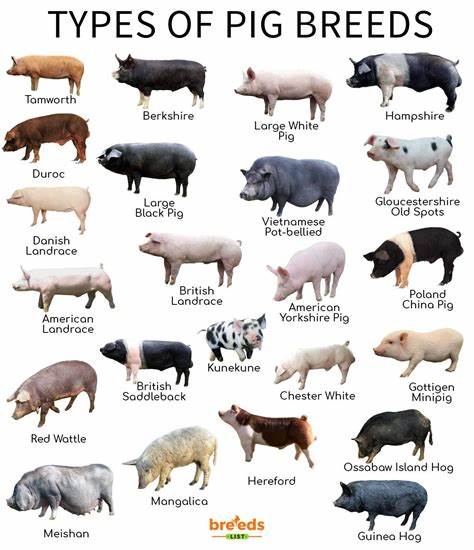 TYPES OF PIG BREEDS
Tamworth
Berkshire
Large White
Pig
Hampshire
Duroc
Large
Black Pig
Vietnamese
Pot-bellied
Gloucestershire
Old Spots
Danish
Landrace
British
Landrace
American
Yorkshire Pig
Poland
China Pig
American
Landrace
Kunekune
British
Saddleback
Chester White
Gottigen
Minipig
Red Wattle
Mangalica
Hereford
Ossabaw Island Hog
Meishan
breeds
LIST
Guinea Hog